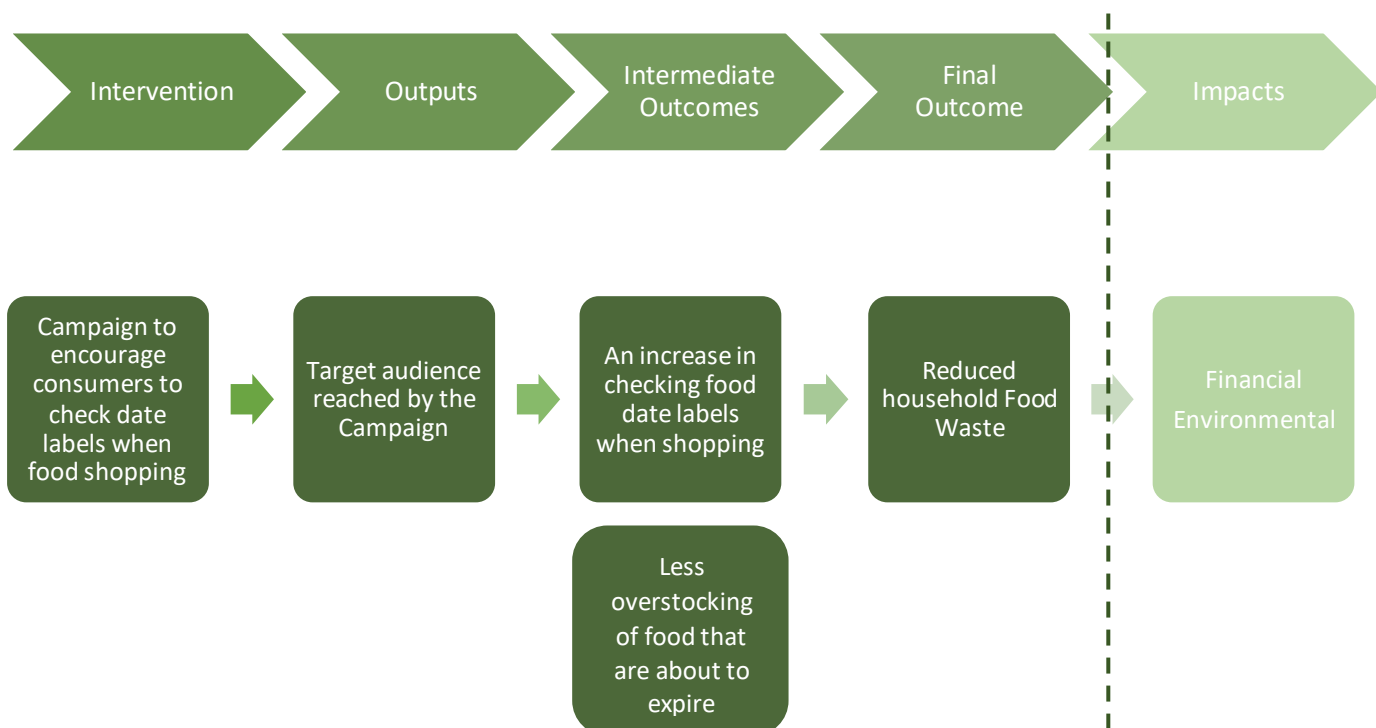 Intervention
Outputs
Intermediate
Outcomes
Final
Outcome
Impacts
Campaign to
encourage
consumers to
check date
labels when
food shopping
Target audience
reached by the
Campaign
An increase in
checking food
date labels
when shopping
Reduced
household Food
Waste
Financial
Environmental
Less
overstocking
of food that
are about to
expire